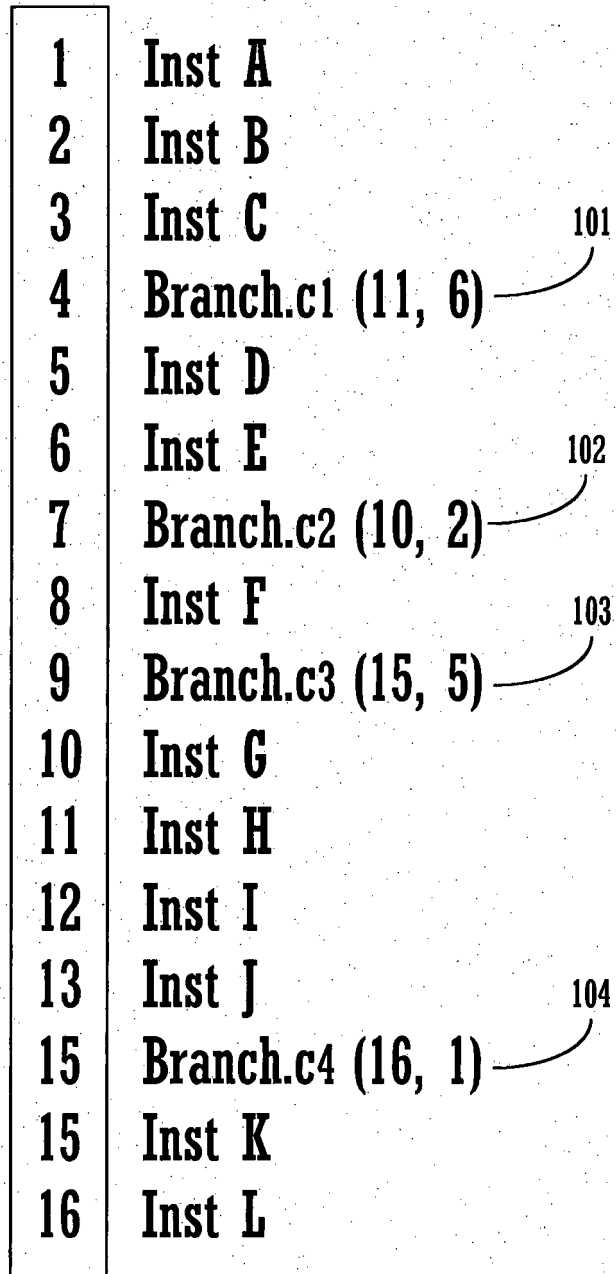 1 Inst A
2 Inst B
3 Inst C
101
4 Branch.c1 (11, 6)
5 Inst D
6 Inst E
102
7 Branch.c2 (10, 2)
8 Inst F
103
9 Branch.c3 (15, 5)
10 Inst G
11 Inst H
12 Inst I
13 Inst J
104
15 Branch.c4 (16, 1)
15 Inst K
16 Inst L